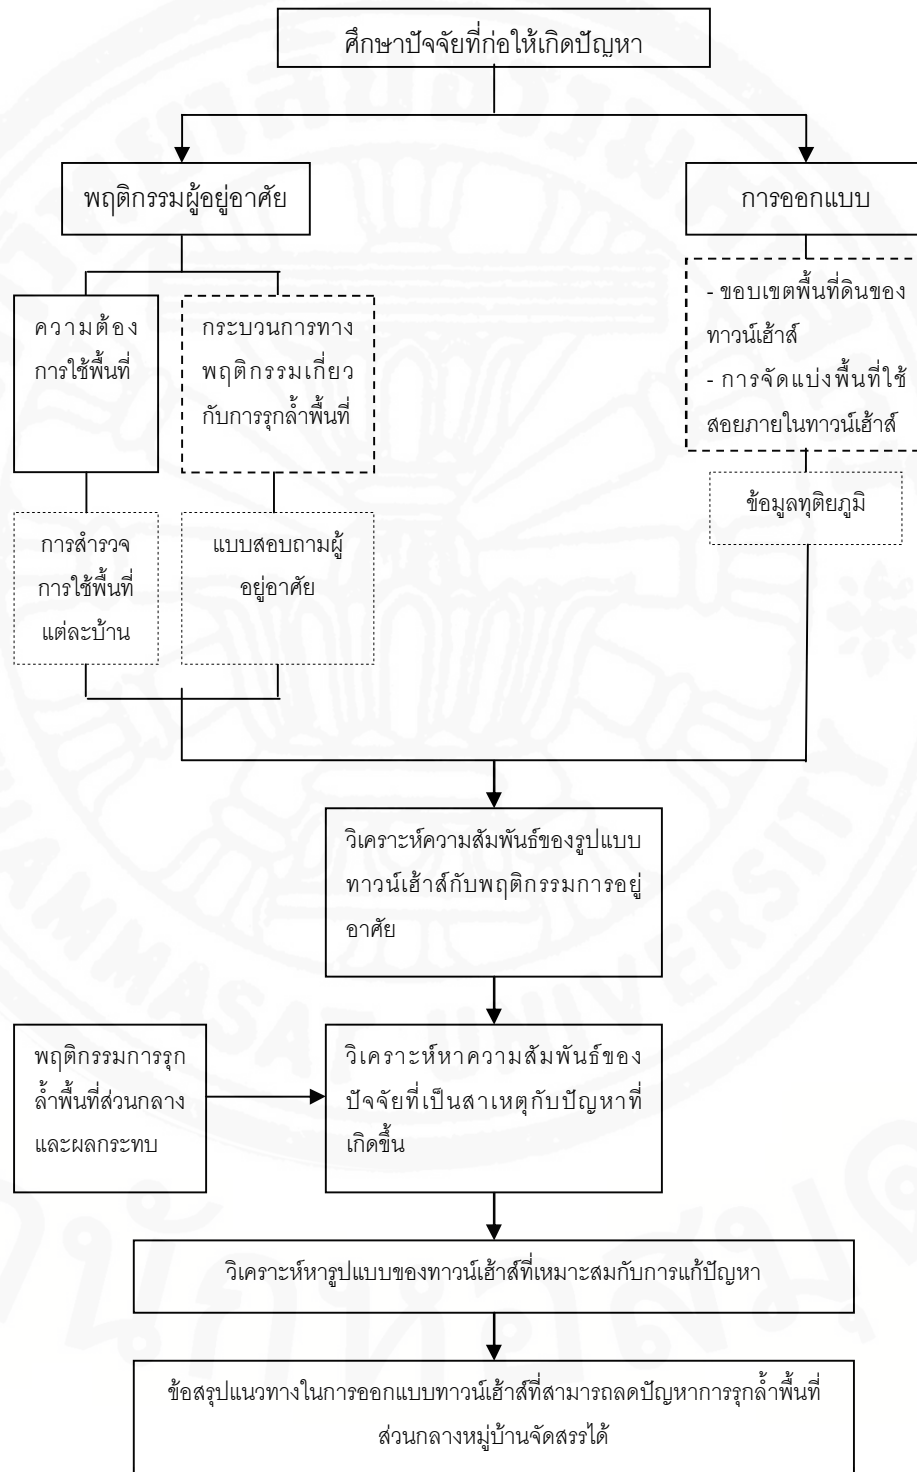 ศึกษาปัจจัยที่ก่อให้เกิดปัญหา
พฤติกรรมผู้อยู่อาศัย
การออกแบบ
ความต้อง
การใช้พื้นที่
กระบวนการทาง
พฤติกรรมเกี่ยว
กับการรุกล้ำพื้นที่
- ขอบเขตพื้นที่ดินของ
ทาวน์เฮ้าส์
- การจัดแบ่งพื้นที่ใช้
สอยภายในทาวน์เฮ้าส์
การสำรวจ
การใช้พื้นที่
แต่ละบ้าน
แบบสอบถามผู้
อยู่อาศัย
ข้อมูลทุติยภูมิ
วิเคราะห์ความสัมพันธ์ของรูปแบบ
ทาวน์เฮ้าส์กับพฤติกรรมการอยู่
อาศัย
พฤติกรรมการรุก
ล้ำพื้นที่ส่วนกลาง
และผลกระทบ
วิเคราะห์หาความสัมพันธ์ของ
ปัจจัยที่เป็นสาเหตุกับปัญหาที่
เกิดขึ้น
วิเคราะห์หารูปแบบของทาวน์เฮ้าส์ที่เหมาะสมกับการแก้ปัญหา
ข้อสรุปแนวทางในการออกแบบทาวน์เฮ้าส์ที่สามารถลดปัญหาการรุกล้ำพื้นที่
ส่วนกลางหมู่บ้านจัดสรรได้
THAMMASAT UNIVERSITY